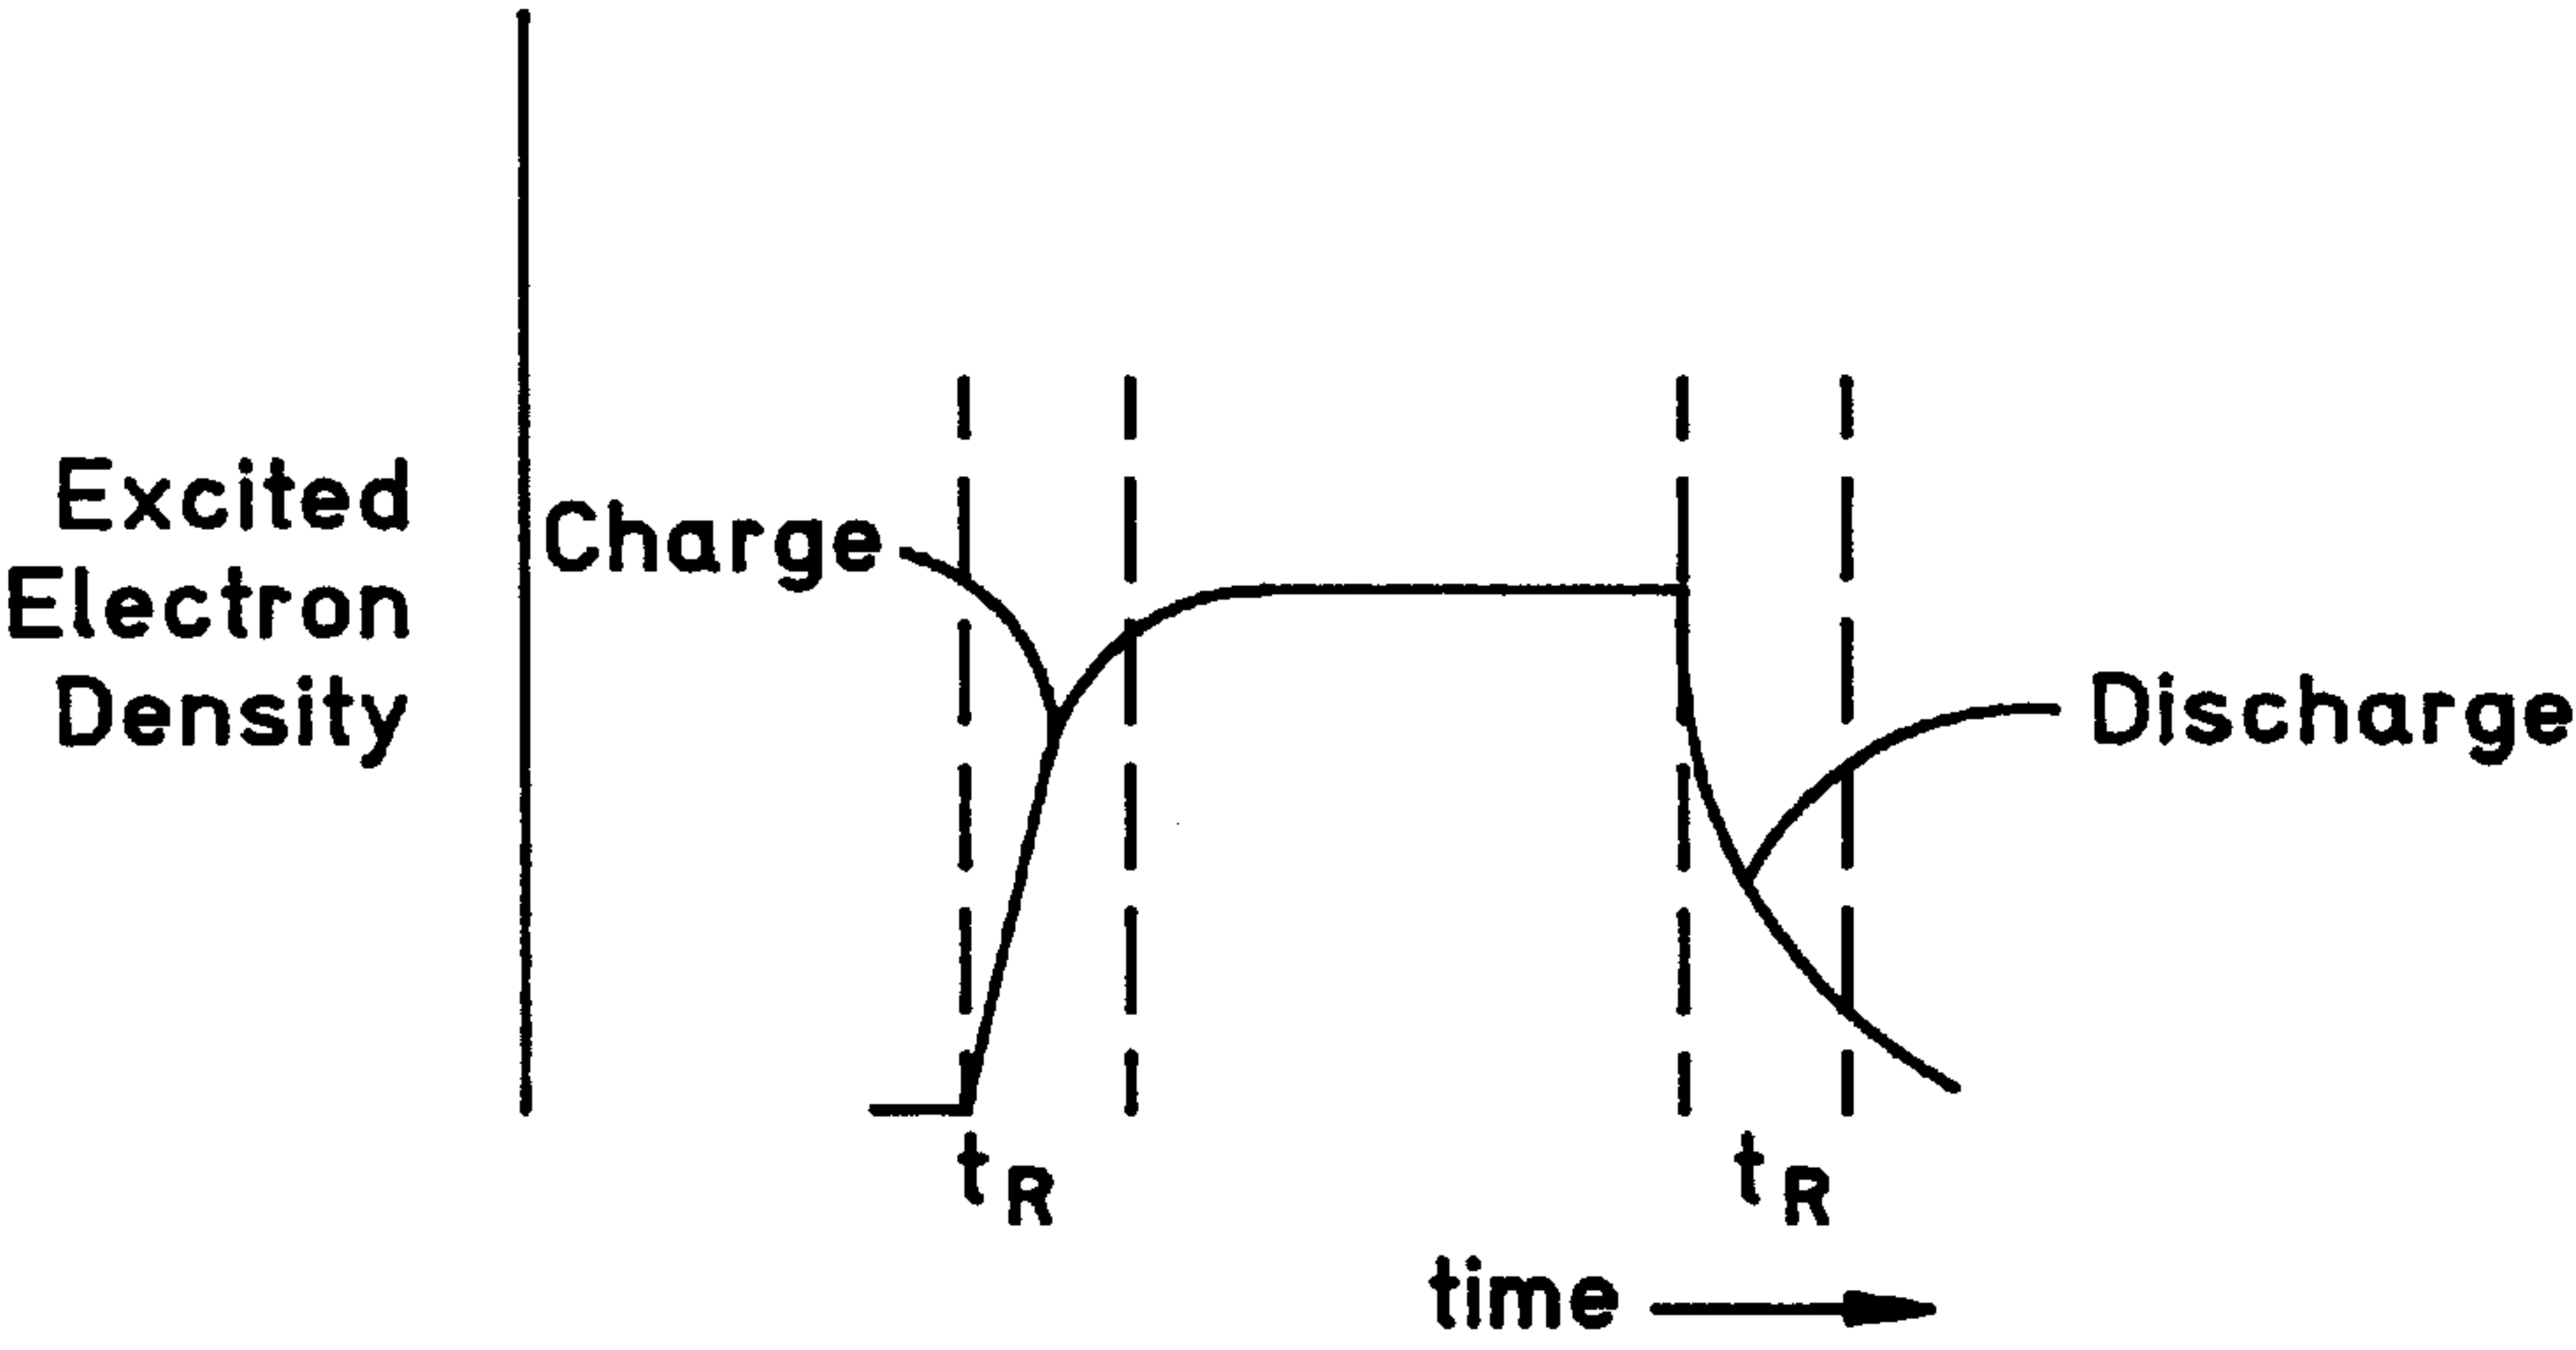 Excited
Electron
Density
Charge
Discharge
tR
tR
time